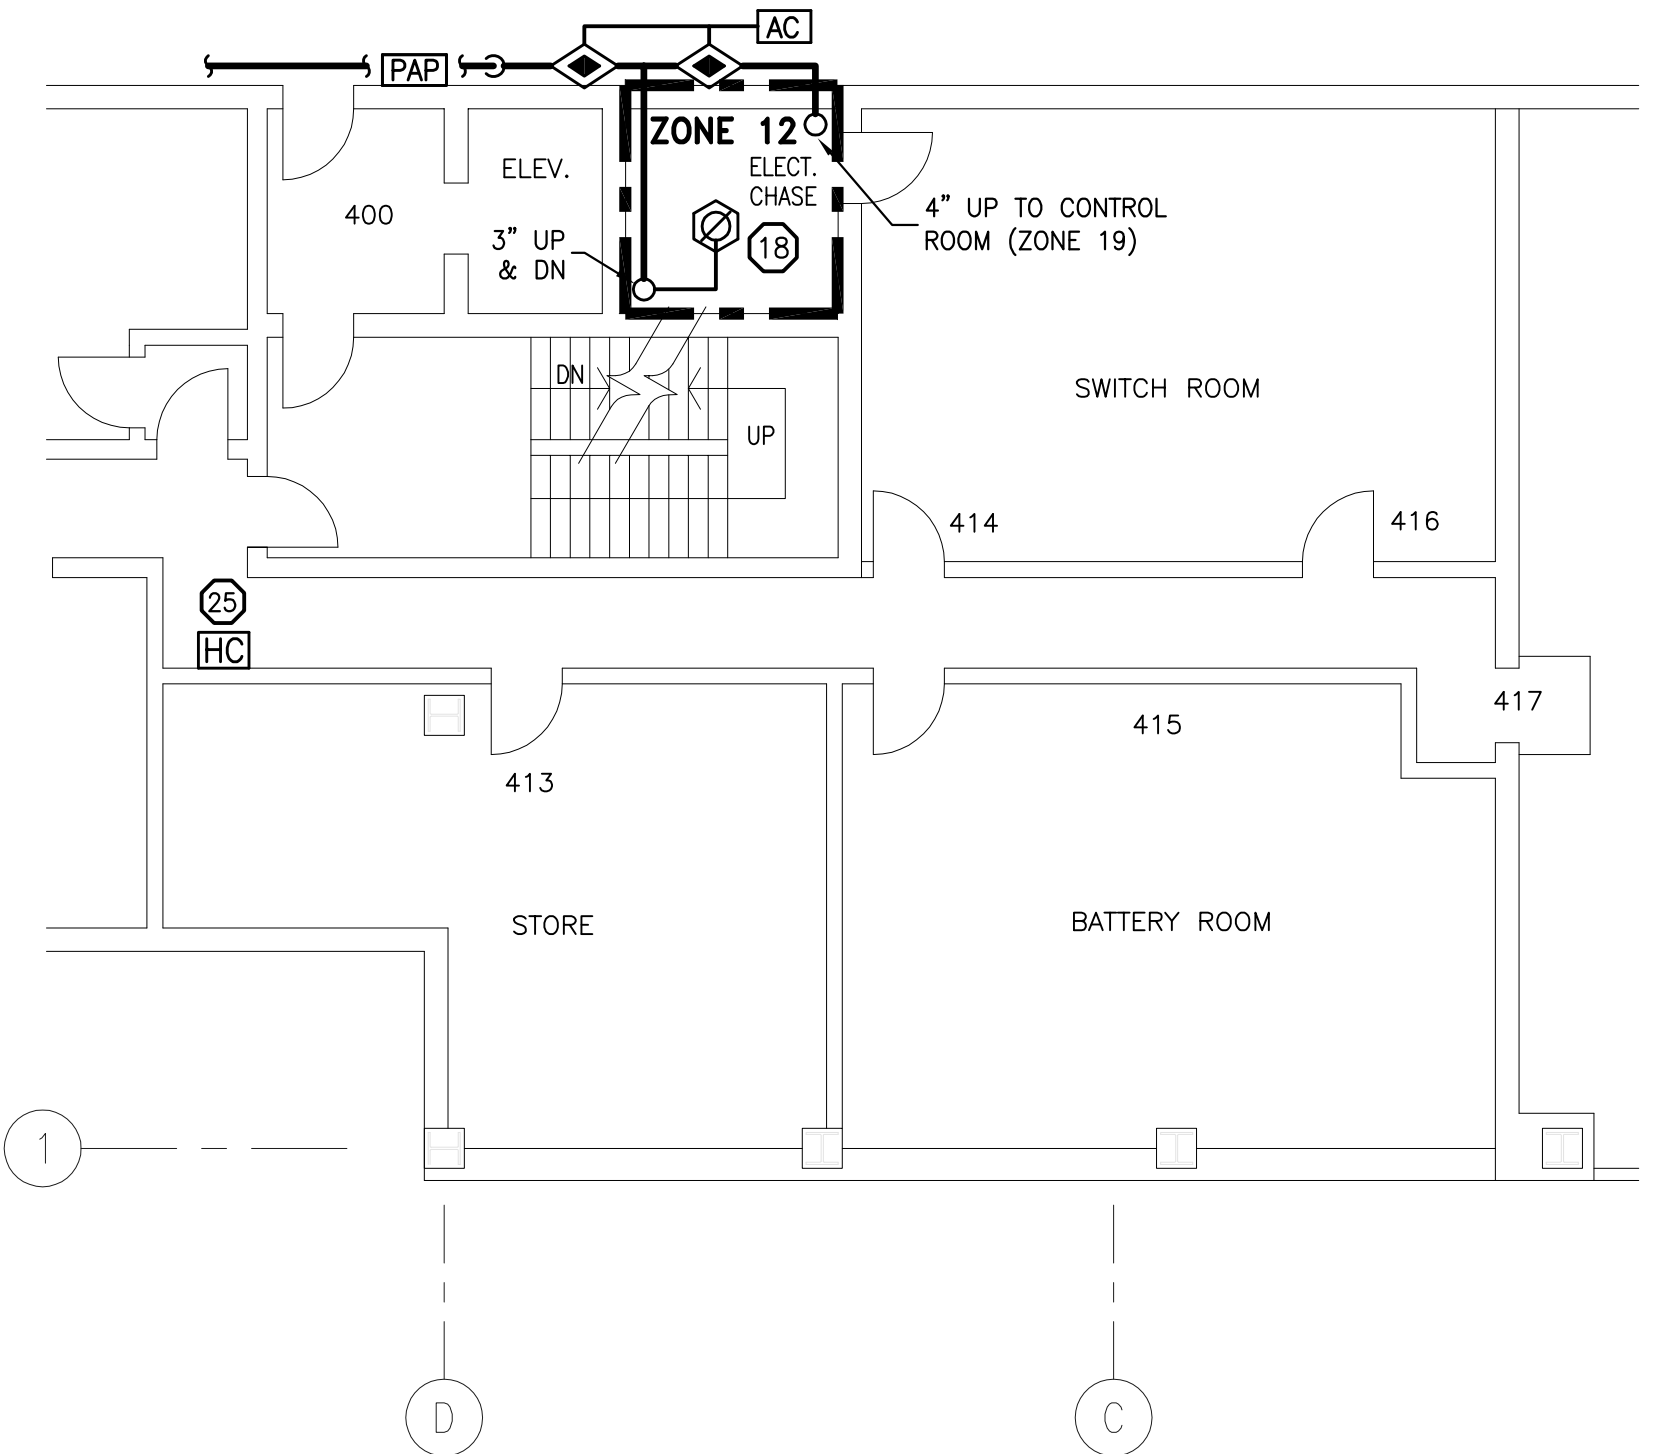 AC
PAP
ZONE 12
ELEV.
ELECT.
CHASE
400
4” UP TO CONTROL
ROOM (ZONE 19)
3” UP
& DN
18
DN
SWITCH ROOM
UP
414
416
25
HC
417
415
413
STORE
BATTERY ROOM
1
D
C